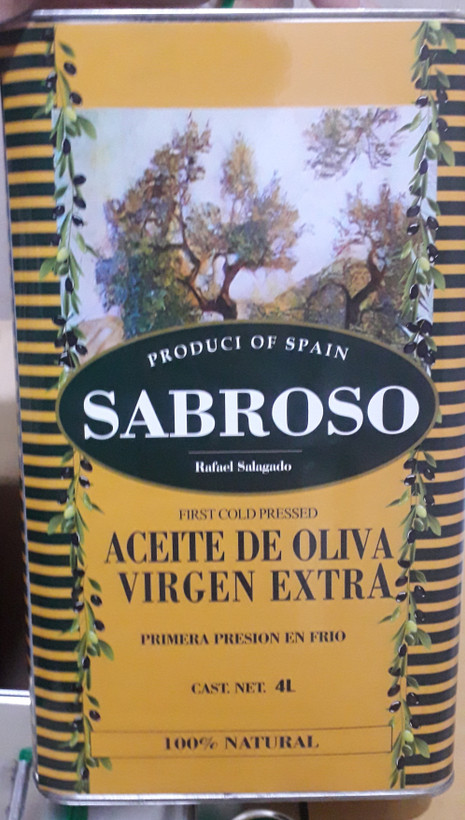 PRODUCI OF SPAIN
SABROSO
Rafael Salagado
FIRST COLD PRESSED
ACEITE DE OLIVA
VIRGEN EXTRA
PRIMERA PRESION EN FRIO
CAST. NET. 4L
100% NATURAL